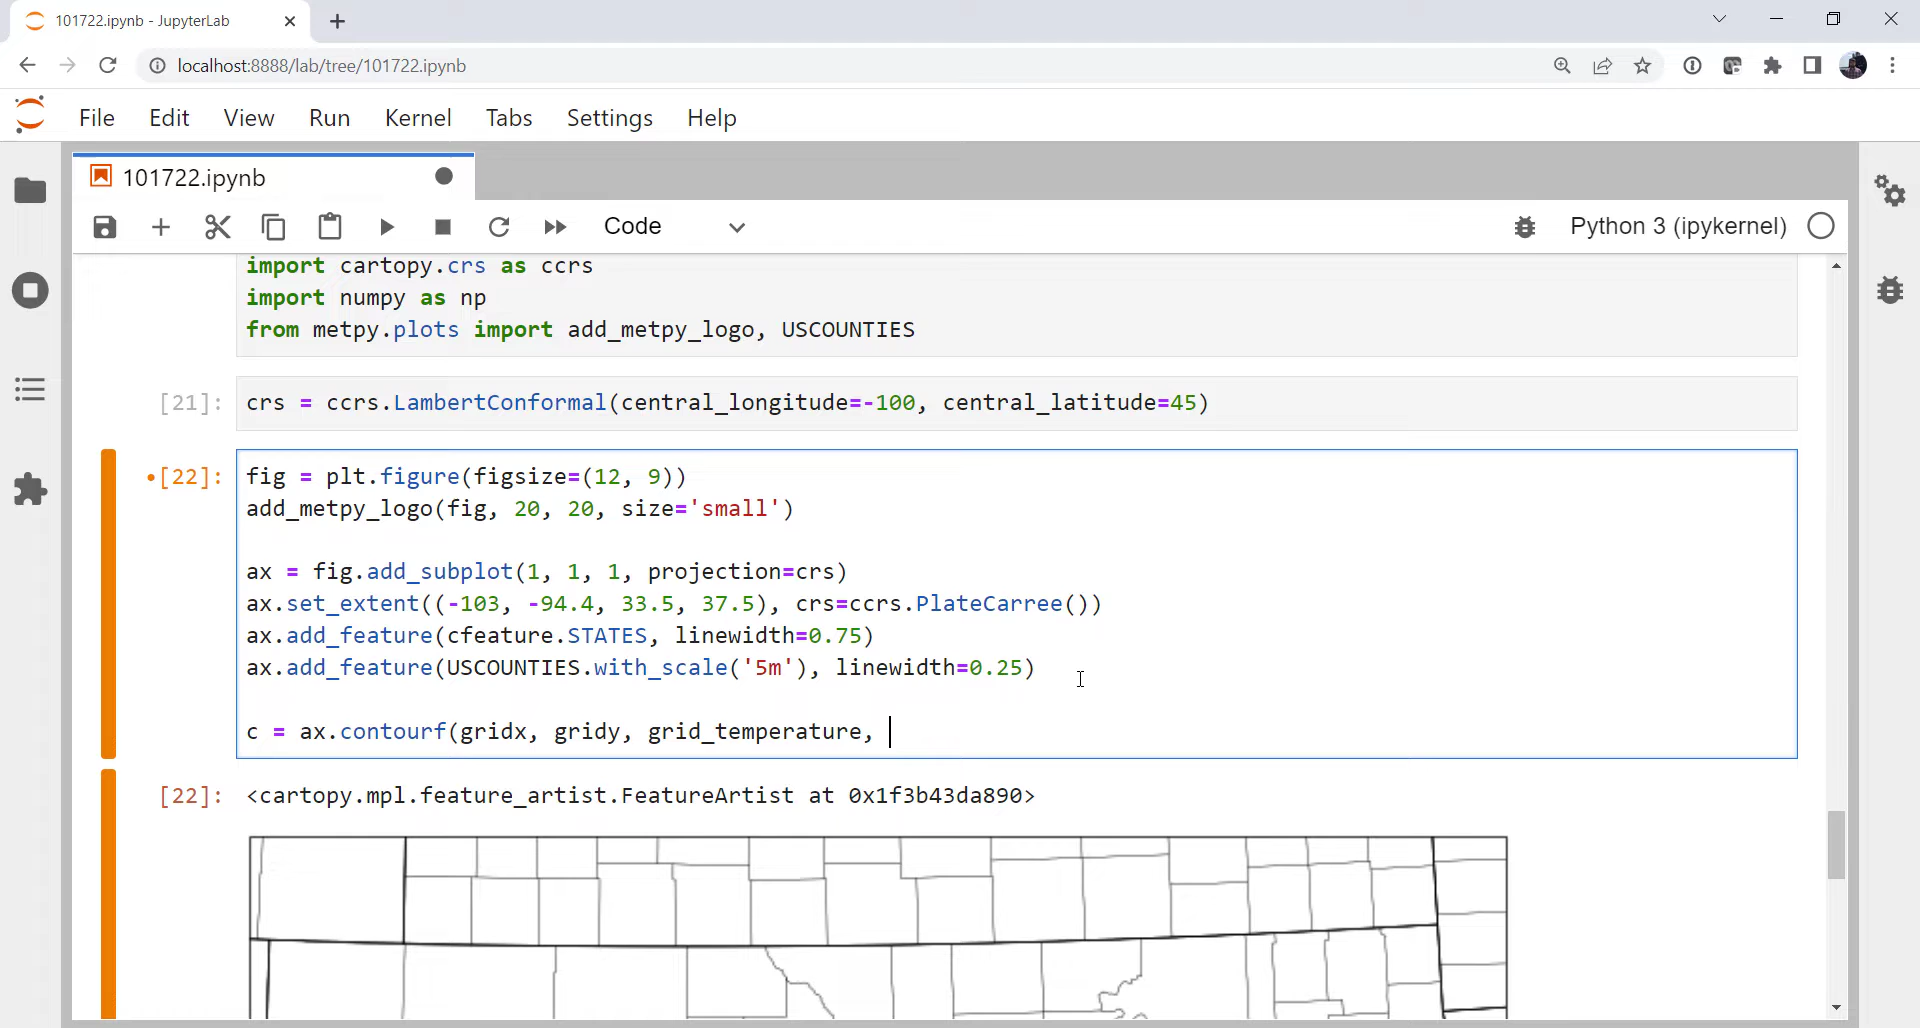 101722.ipynb - JupyterLab
localhost:8888/lab/tree/101722.ipynb
File Edit View Run Kernel Tabs Settings Help
101722.ipynb
Code Python 3 (ipykernel)
import cartopy.crs as ccrs
import numpy as np
from metpy.plots import add_metpy_logo, USCOUNTIES
[21]: crs = ccrs.LambertConformal(central_longitude=-100, central_latitude=45)
[22]: fig = plt.figure(figsize=(12, 9))
add_metpy_logo(fig, 20, 20, size='small')
ax = fig.add_subplot(1, 1, 1, projection=crs)
ax.set_extent((-103, -94.4, 33.5, 37.5), crs=ccrs.PlateCarree())
ax.add_feature(cfeature.STATES, linewidth=0.75)
ax.add_feature(USCOUNTIES.with_scale('5m'), linewidth=0.25)
c = ax.contourf(gridx, gridy, grid_temperature,
[22]: <cartopy.mpl.feature_artist.FeatureArtist at 0x1f3b43da890>